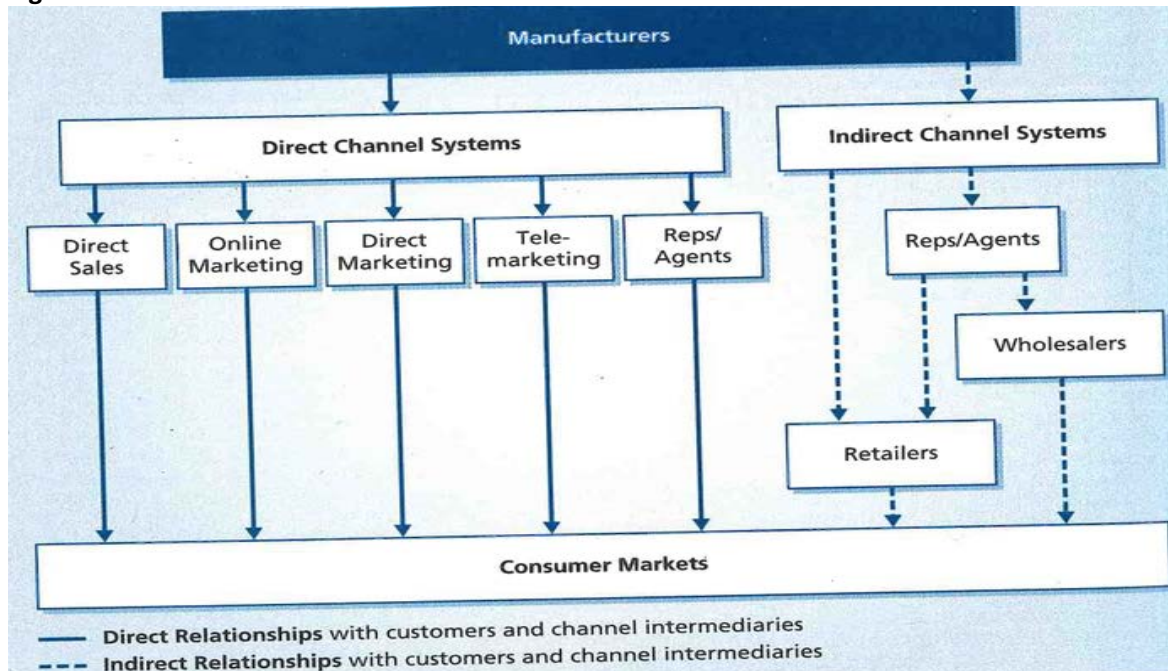 Manufacturers
Direct Channel Systems
Indirect Channel Systems
Direct
Sales
Online
Marketing
Direct
Marketing
Tele-
marketing
Reps/
Agents
Reps/Agents
Wholesalers
Retailers
Consumer Markets
Direct Relationships with customers and channel intermediaries
Indirect Relationships with customers and channel intermediaries